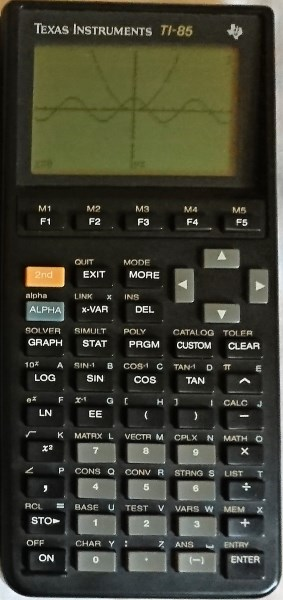 TEXAS INSTRUMENTS TI-85
M1 M2 M3 M4 M5
F1 F2 F3 F4 F5
QUIT MODE
2nd EXIT MORE
alpha LINK x INS
ALPHA x-VAR DEL
SOLVER SIMULT POLY CATALOG TOLER
GRAPH STAT PRGM CUSTOM CLEAR
10ˣ A SIN⁻¹ B COS⁻¹ C TAN⁻¹ D π E
LOG SIN COS TAN ^
eˣ F x⁻¹ G [ H ] I CALC J
LN EE ( ) −
√ K MATRX L VECTR M CPLX N MATH O
x² 7 8 9 ×
∠ P CONS Q CONV R STRNG S LIST T
, 4 5 6 ÷
RCL = BASE U TEST V VARS W MEM X
STO► 1 2 3 +
OFF CHAR Y : Z ANS ␣ ENTRY
ON 0 . (−) ENTER